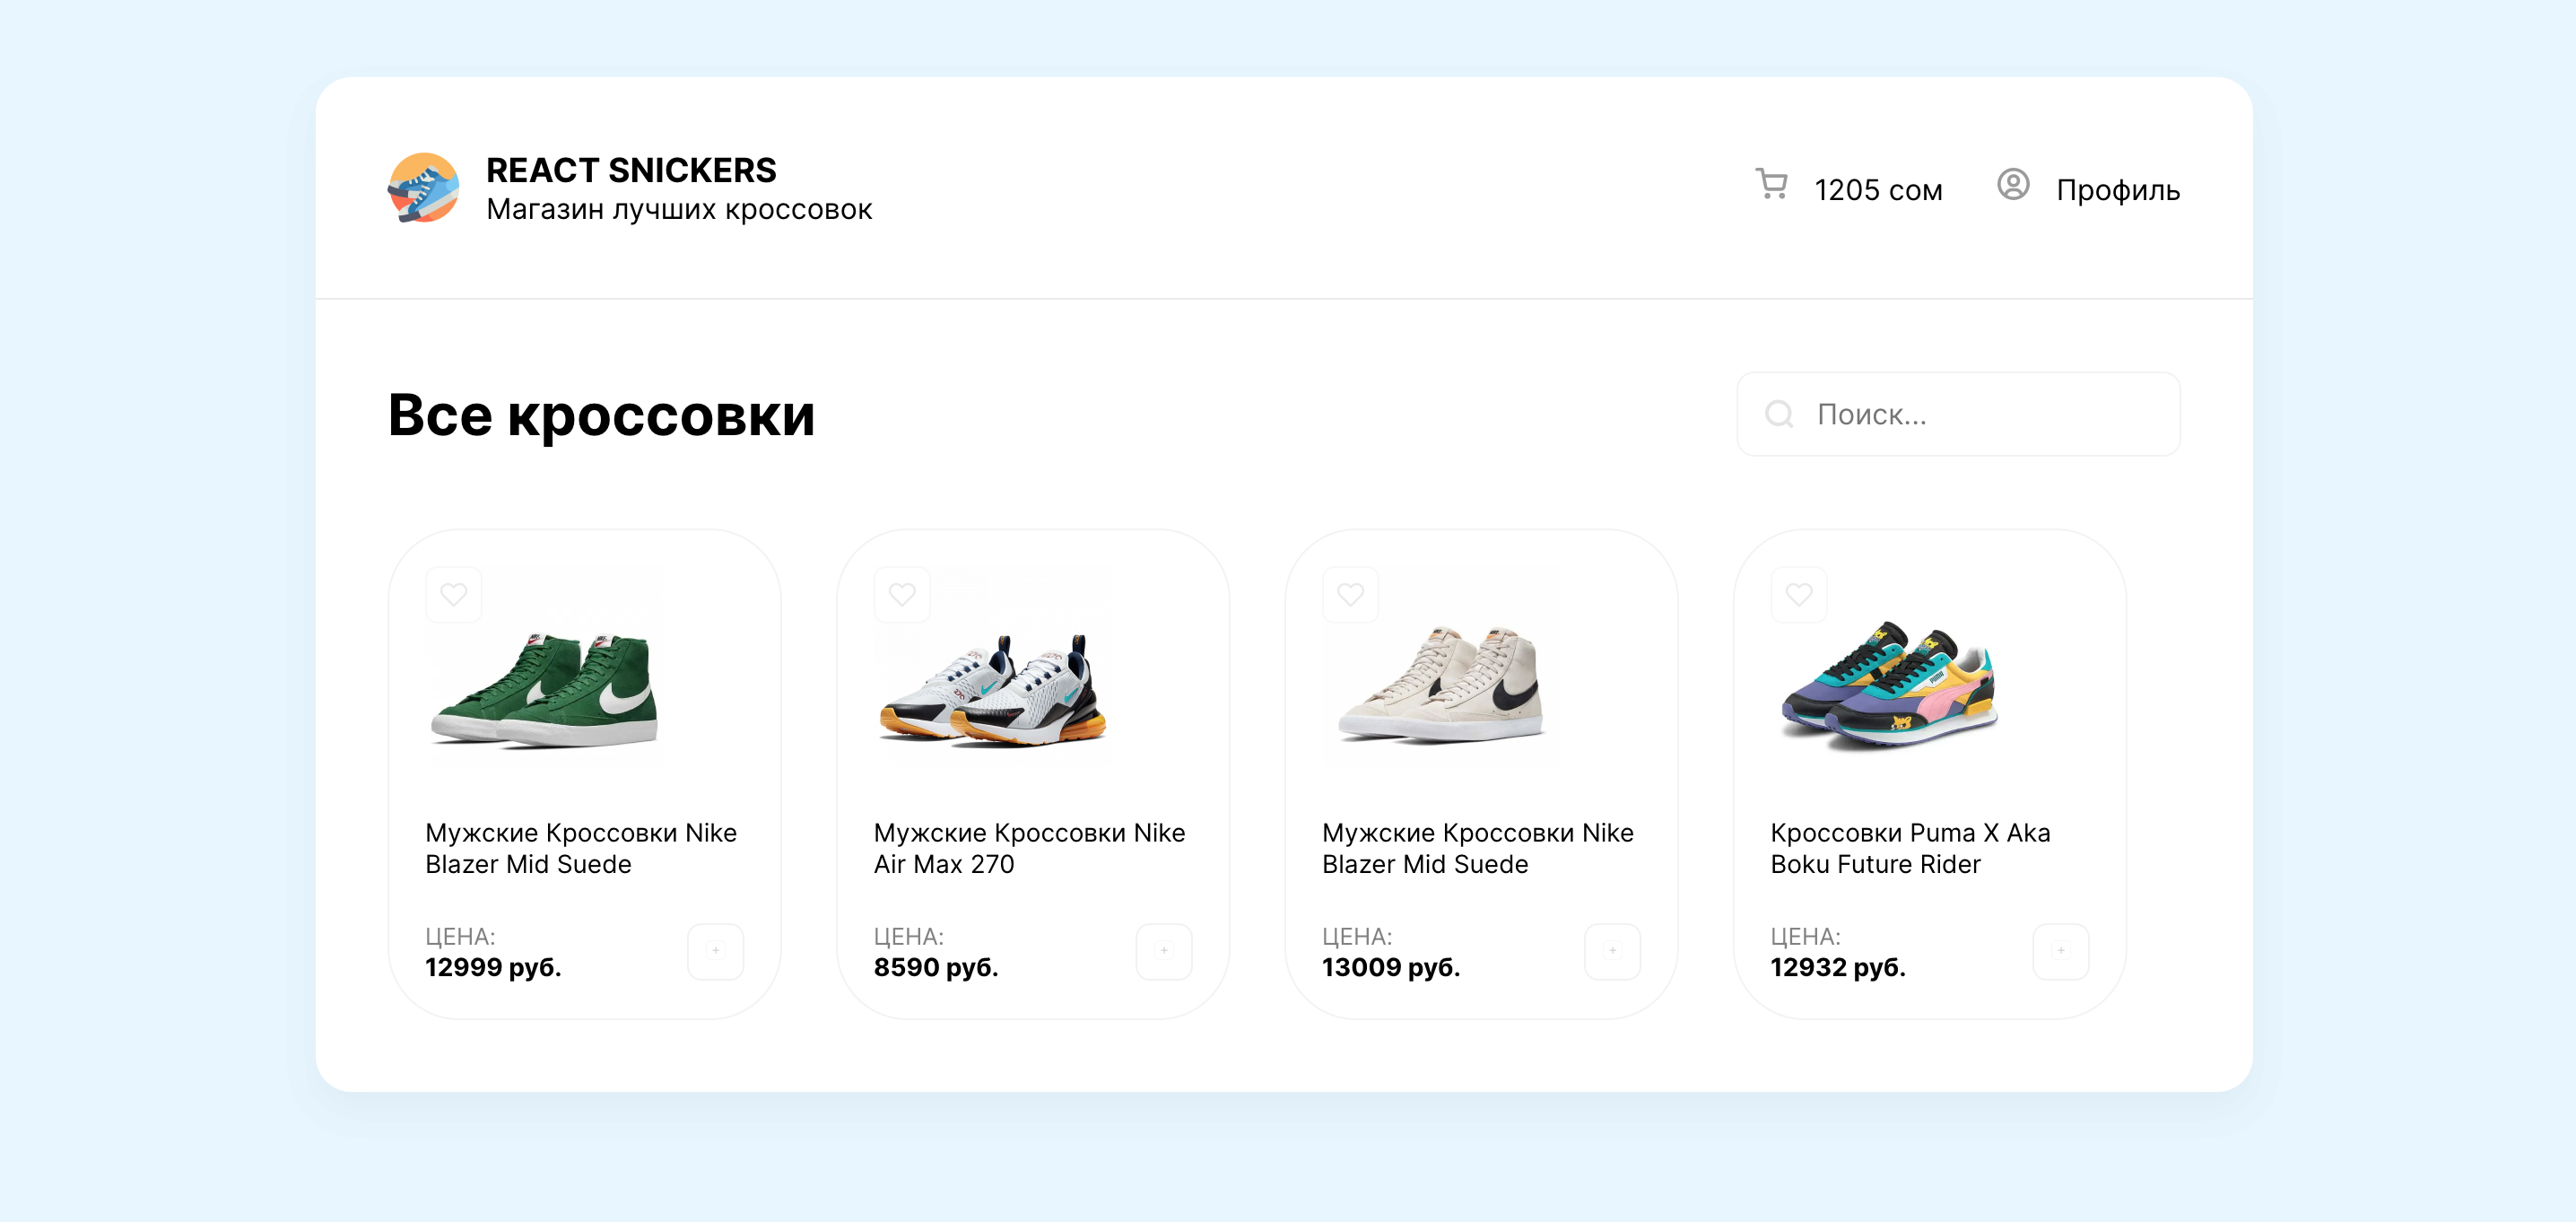 REACT SNICKERS
Магазин лучших кроссовок
1205 сом
Профиль
Все кроссовки
Поиск...
Мужские Кроссовки Nike
Blazer Mid Suede
ЦЕНА:
12999 руб.
Мужские Кроссовки Nike
Air Max 270
ЦЕНА:
8590 руб.
Мужские Кроссовки Nike
Blazer Mid Suede
ЦЕНА:
13009 руб.
Кроссовки Puma X Aka
Boku Future Rider
ЦЕНА:
12932 руб.